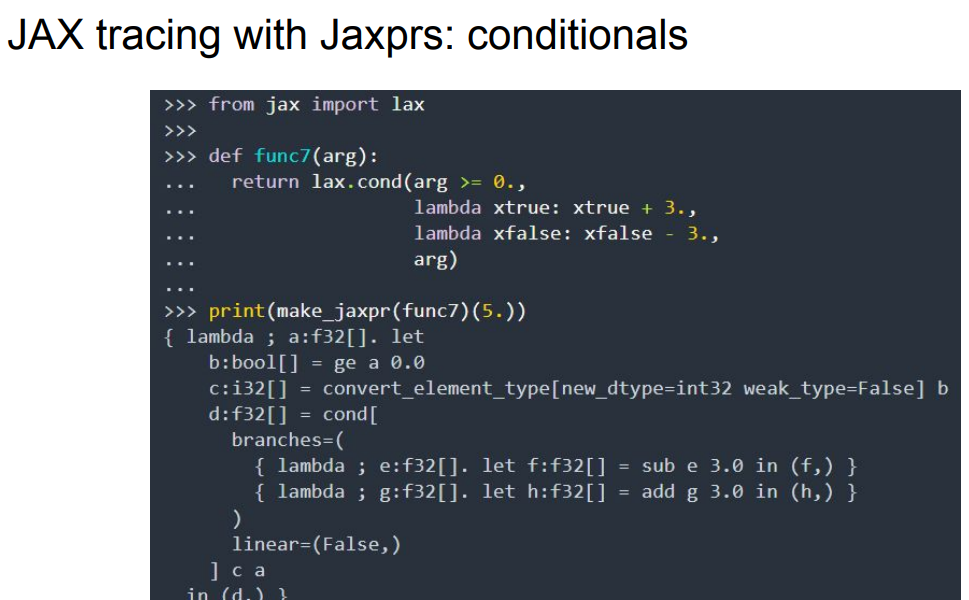 JAX tracing with Jaxprs: conditionals
>>> from jax import lax
>>>
>>> def func7(arg):
...   return lax.cond(arg >= 0.,
...                   lambda xtrue: xtrue + 3.,
...                   lambda xfalse: xfalse - 3.,
...                   arg)
...
>>> print(make_jaxpr(func7)(5.))
{ lambda ; a:f32[]. let
    b:bool[] = ge a 0.0
    c:i32[] = convert_element_type[new_dtype=int32 weak_type=False] b
    d:f32[] = cond[
      branches=(
        { lambda ; e:f32[]. let f:f32[] = sub e 3.0 in (f,) }
        { lambda ; g:f32[]. let h:f32[] = add g 3.0 in (h,) }
      )
      linear=(False,)
    ] c a
  in (d,) }